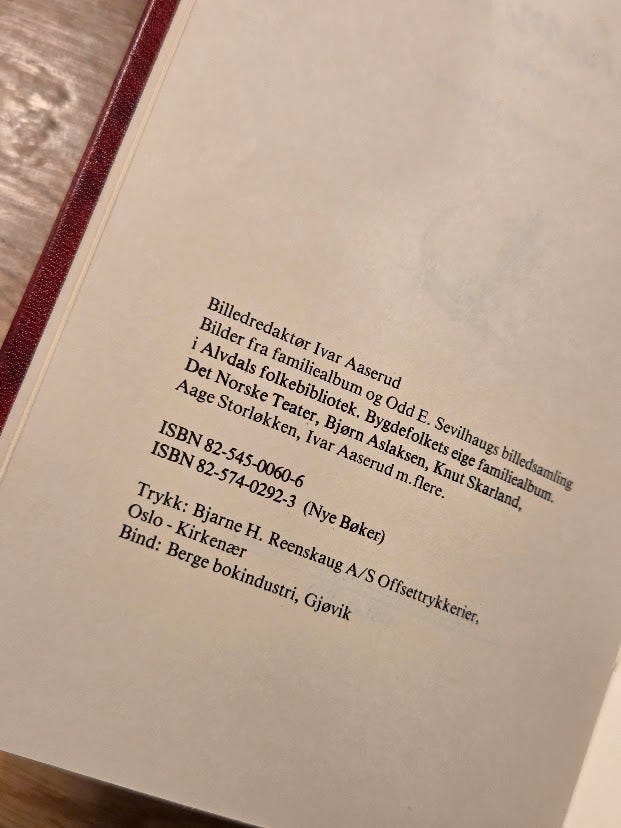 Billedredaktør Ivar Aaserud
Bilder fra familiealbum og Odd E. Sevilhaugs billedsamling
i Alvdals folkebibliotek. Bygdefolkets eige familiealbum.
Det Norske Teater, Bjørn Aslaksen, Knut Skarland,
Aage Storløkken, Ivar Aaserud m.flere.
ISBN 82-545-0060-6
ISBN 82-574-0292-3 (Nye Bøker)
Trykk: Bjarne H. Reenskaug A/S Offsettrykkerier,
Oslo - Kirkenær
Bind: Berge bokindustri, Gjøvik